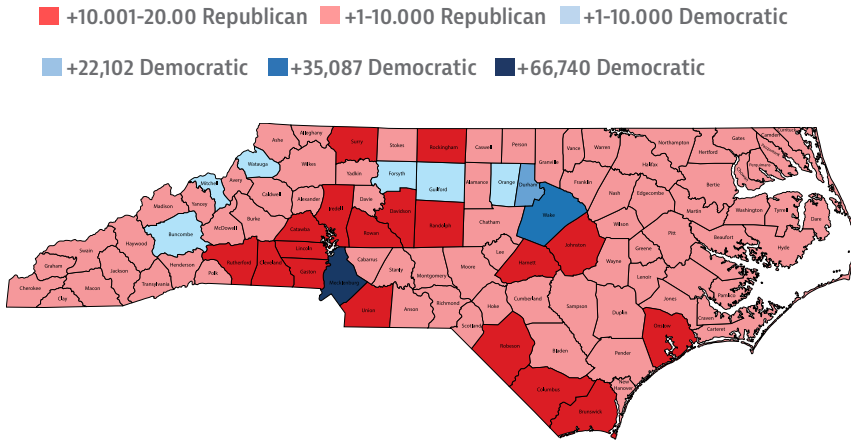 +10.001-20.00 Republican
+1-10.000 Republican
+1-10.000 Democratic
+22,102 Democratic
+35,087 Democratic
+66,740 Democratic
Ashe
Alleghany
Surry
Stokes
Rockingham
Caswell
Person
Granville
Vance
Warren
Northampton
Gates
Camden
Hertford
Halifax
Watauga
Wilkes
Yadkin
Forsyth
Guilford
Alamance
Orange
Durham
Franklin
Nash
Edgecombe
Bertie
Mitchell
Avery
Caldwell
Alexander
Iredell
Davie
Davidson
Randolph
Chatham
Wake
Wilson
Martin
Washington
Tyrrell
Dare
Madison
Yancey
Burke
McDowell
Catawba
Rowan
Johnston
Pitt
Beaufort
Hyde
Buncombe
Haywood
Swain
Graham
Cherokee
Clay
Macon
Jackson
Transylvania
Henderson
Polk
Rutherford
Cleveland
Lincoln
Gaston
Mecklenburg
Cabarrus
Stanly
Montgomery
Moore
Lee
Harnett
Wayne
Greene
Lenoir
Jones
Pamlico
Crawn
Carteret
Union
Anson
Richmond
Scotland
Hoke
Cumberland
Sampson
Duplin
Onslow
Robeson
Bladen
Pender
New
Hanover
Columbus
Brunswick